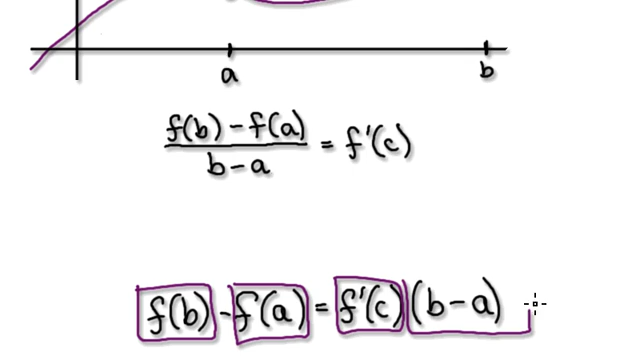 a b
f(b) - f(a)
b - a
= f'(c)
f(b) - f(a) = f'(c) (b - a)